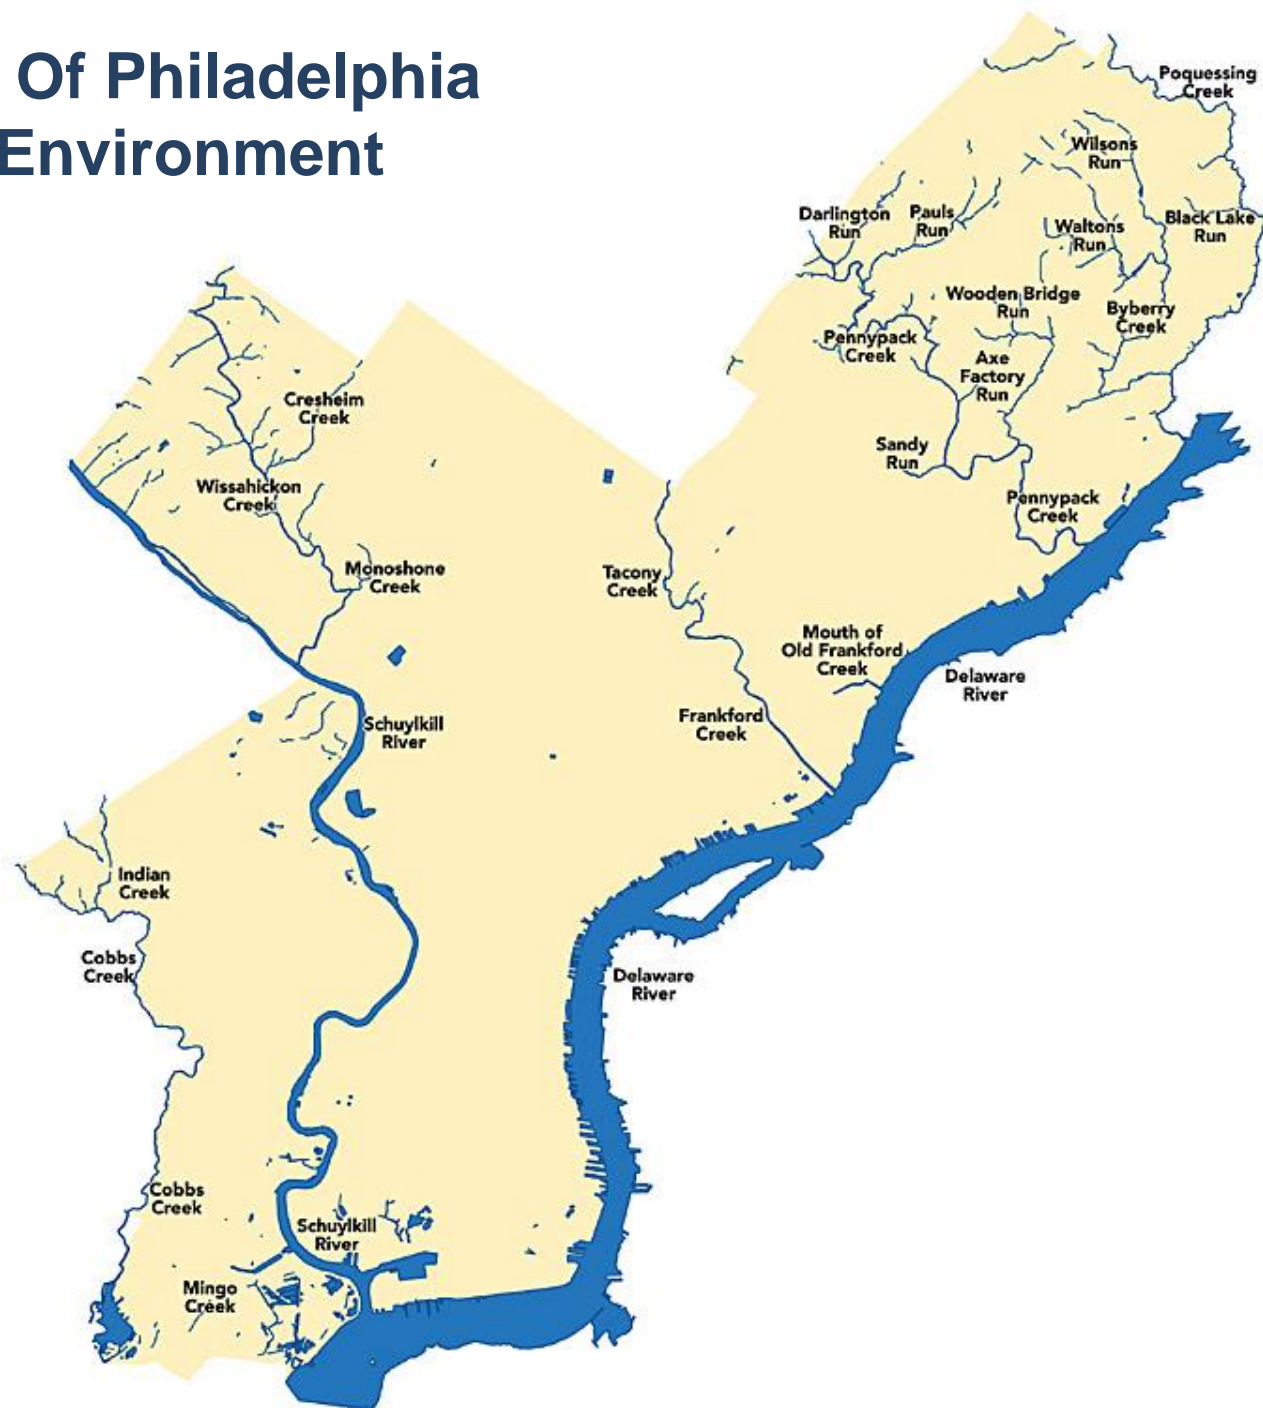 Of Philadelphia
Environment
Poquessing
Creek
Wilsons
Run
Darlington
Run
Pauls
Run
Waltons
Run
Black Lake
Run
Wooden Bridge
Run
Byberry
Creek
Pennypack
Creek
Axe
Factory
Run
Cresheim
Creek
Sandy
Run
Wissahickon
Creek
Pennypack
Creek
Monoshone
Creek
Tacony
Creek
Mouth of
Old Frankford
Creek
Delaware
River
Schuylkill
River
Frankford
Creek
Indian
Creek
Cobbs
Creek
Delaware
River
Cobbs
Creek
Schuylkill
River
Mingo
Creek